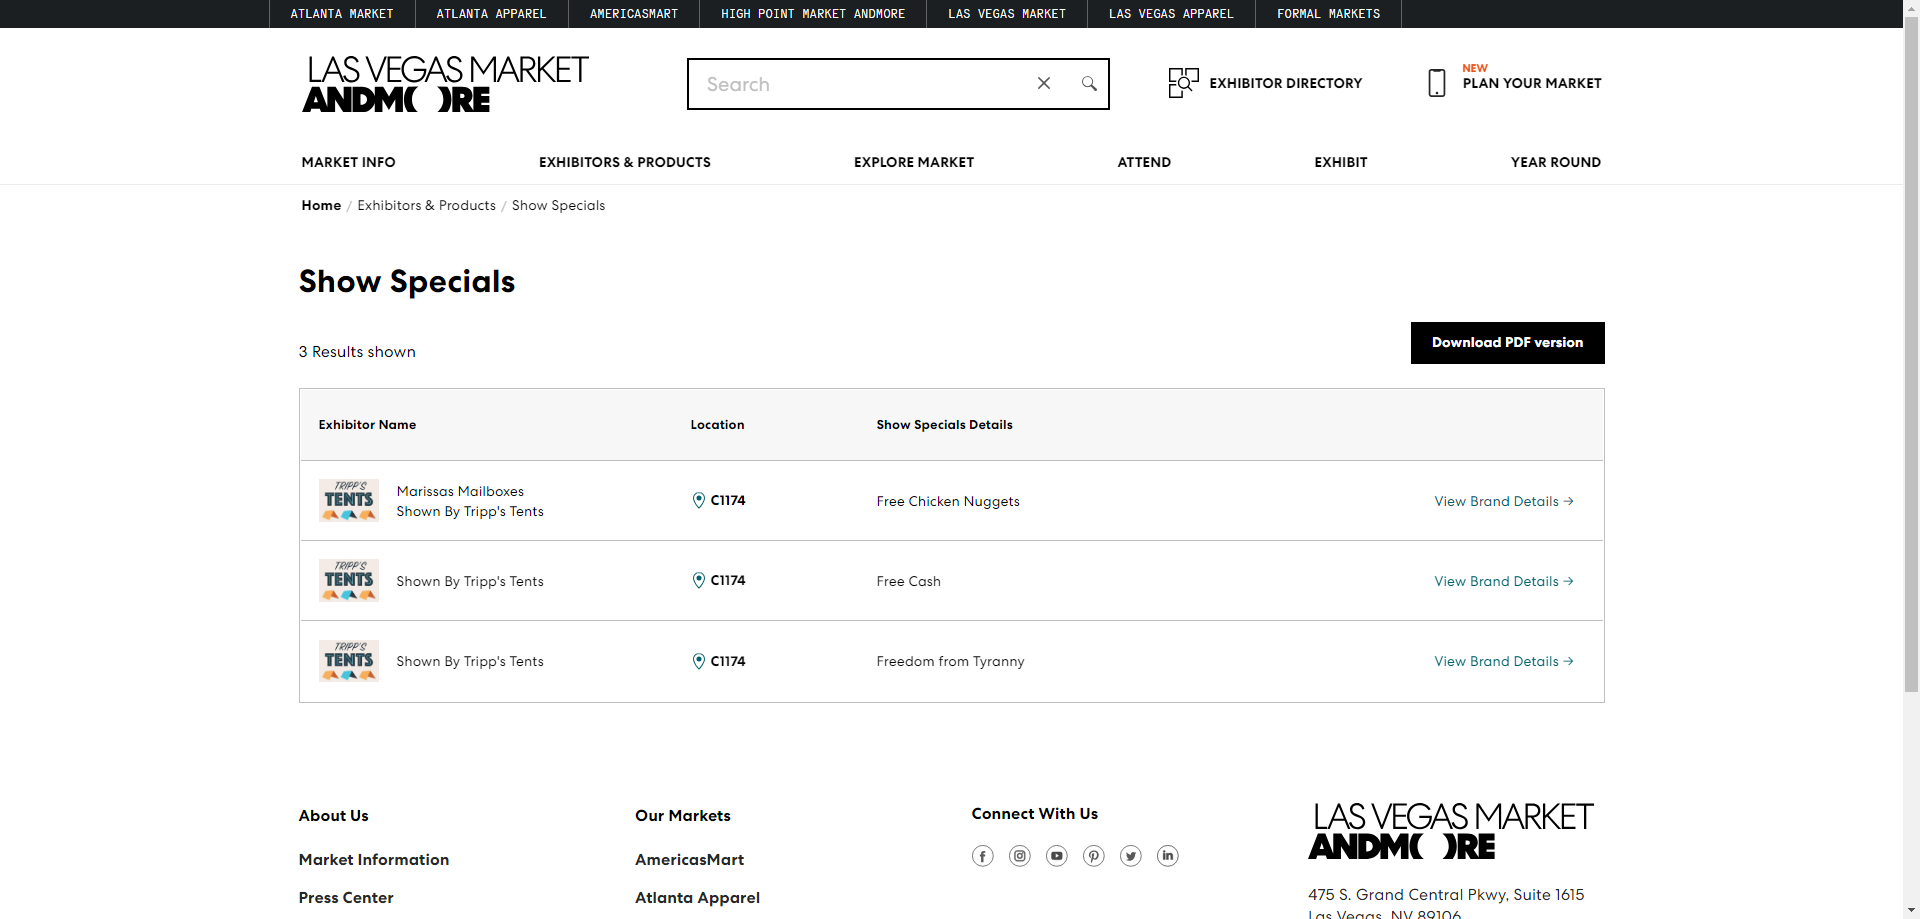 ATLANTA MARKET
ATLANTA APPAREL
AMERICASMART
HIGH POINT MARKET ANDMORE
LAS VEGAS MARKET
LAS VEGAS APPAREL
FORMAL MARKETS
LAS VEGAS MARKET
ANDMORE
Search
EXHIBITOR DIRECTORY
NEW
PLAN YOUR MARKET
MARKET INFO
EXHIBITORS & PRODUCTS
EXPLORE MARKET
ATTEND
EXHIBIT
YEAR ROUND
Home / Exhibitors & Products / Show Specials
Show Specials
3 Results shown
Download PDF version
Exhibitor Name
Location
Show Specials Details
TRIPP'S
TENTS
Marissas Mailboxes
Shown By Tripp's Tents
C1174
Free Chicken Nuggets
View Brand Details →
TRIPP'S
TENTS
Shown By Tripp's Tents
C1174
Free Cash
View Brand Details →
TRIPP'S
TENTS
Shown By Tripp's Tents
C1174
Freedom from Tyranny
View Brand Details →
About Us
Market Information
Press Center
Our Markets
AmericasMart
Atlanta Apparel
Connect With Us
LAS VEGAS MARKET
ANDMORE
475 S. Grand Central Pkwy, Suite 1615
Las Vegas, NV 89106